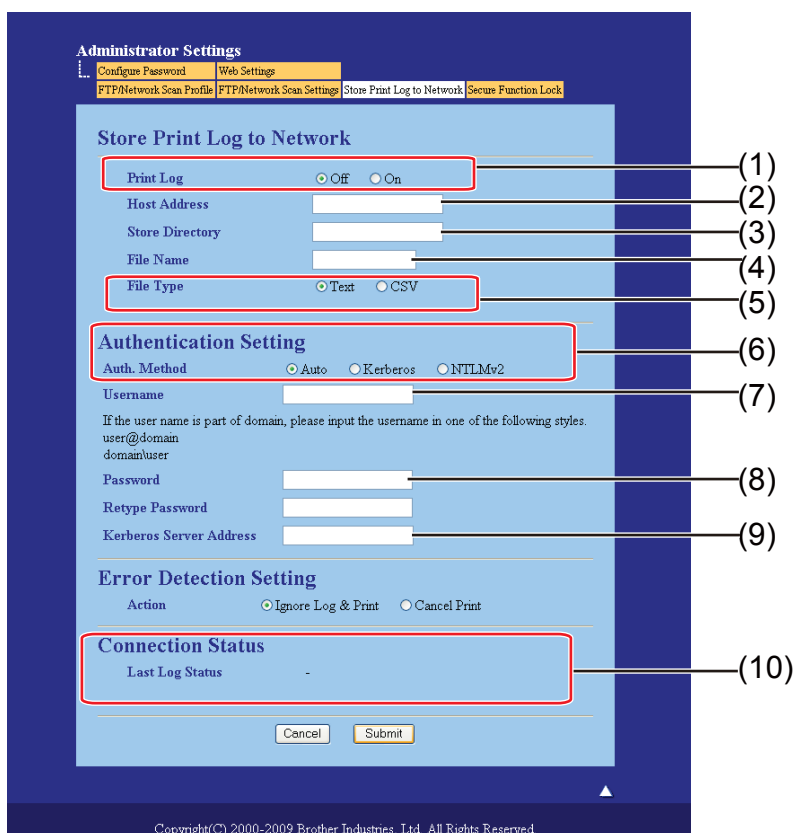 Administrator Settings
Configure Password Web Settings
FTP/Network Scan Profile FTP/Network Scan Settings Store Print Log to Network Secure Function Lock
Store Print Log to Network
Print Log Off On (1)
Host Address (2)
Store Directory (3)
File Name (4)
File Type Text CSV (5)
Authentication Setting (6)
Auth. Method Auto Kerberos NTLMv2
Username (7)
If the user name is part of domain, please input the username in one of the following styles.
user@domain
domain\user
Password (8)
Retype Password
Kerberos Server Address (9)
Error Detection Setting
Action Ignore Log & Print Cancel Print
Connection Status
Last Log Status - (10)
Cancel Submit
Copyright(C) 2000-2009 Brother Industries, Ltd. All Rights Reserved.